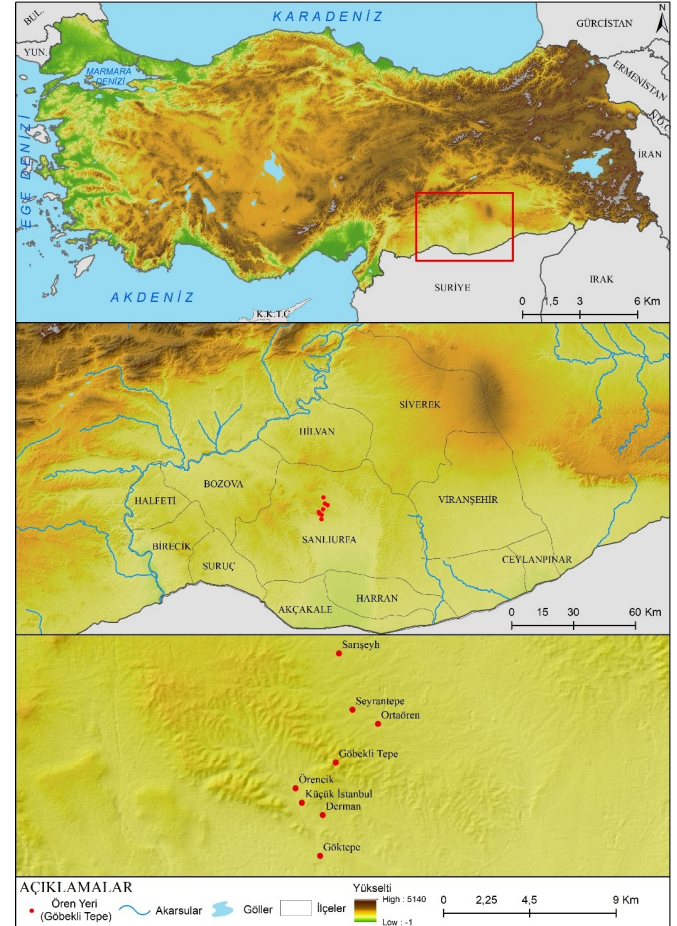 BUL.
KARADENİZ
GÜRCİSTAN
N
YUN.
MARMARA
DENİZİ
ERMENİSTAN
N.Ö.C.
EGE DENİZİ
İRAN
AKDENİZ
K.K.T.C
SURİYE
IRAK
0 1,5 3 6 Km
SİVEREK
HİLVAN
BOZOVA
HALFETİ
VİRANŞEHİR
ŞANLIURFA
BİRECİK
SURUÇ
CEYLANPINAR
HARRAN
AKÇAKALE
0 15 30 60 Km
Sarışeyh
Seyrantepe
Ortaören
Göbekli Tepe
Örencik
Küçük İstanbul
Derman
Göktepe
AÇIKLAMALAR
Ören Yeri
(Göbekli Tepe)
Akarsular
Göller
İlçeler
Yükselti
High : 5140
Low : -1
0 2,25 4,5 9 Km